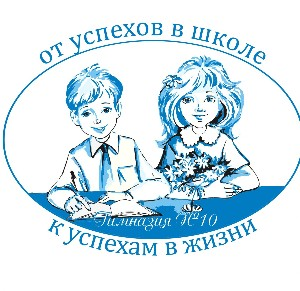 от успехов в школе
Гимназия №10
к успехам в жизни